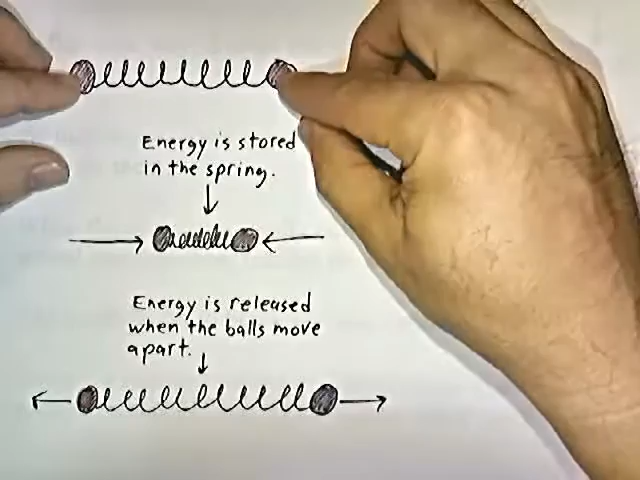 Energy is stored
in the spring.
Energy is released
when the balls move
apart.